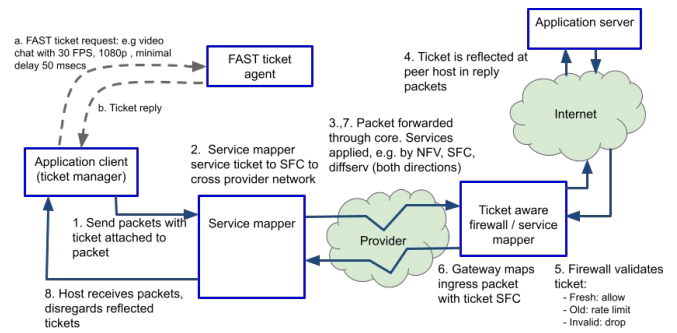 a. FAST ticket request: e.g video
chat with 30 FPS, 1080p , minimal
delay 50 msecs
FAST ticket
agent
b. Ticket reply
Application server
4. Ticket is reflected at
peer host in reply
packets
Internet
Application client
(ticket manager)
2.  Service mapper
service ticket to SFC to
cross provider network
3.,7.  Packet forwarded
through core. Services
applied, e.g. by NFV, SFC,
diffserv (both directions)
1. Send packets with
ticket attached to
packet
Service mapper
Provider
Ticket aware
firewall / service
mapper
8. Host receives packets,
disregards reflected
tickets
6. Gateway maps
ingress packet
with ticket SFC
5. Firewall validates
ticket:
- Fresh: allow
- Old: rate limit
- Invalid: drop